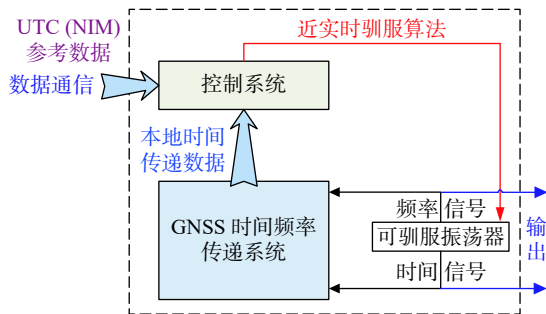 UTC (NIM)
参考数据
数据通信
近实时驯服算法
控制系统
本地时间
传递数据
GNSS 时间频率
传递系统
频率 信号
可驯服振荡器
时间 信号
输出